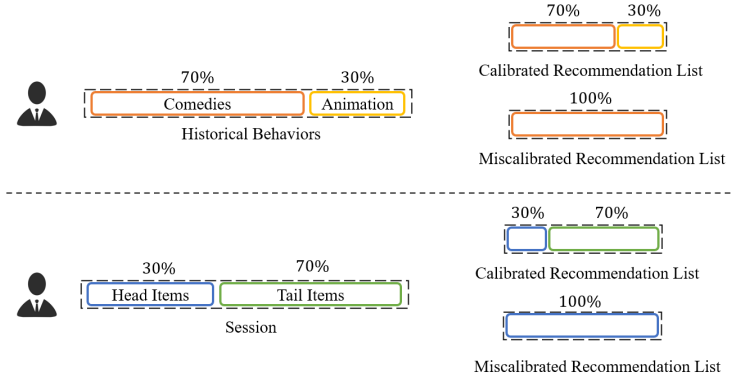 70% 30%
Calibrated Recommendation List
70% 30%
Comedies Animation
Historical Behaviors
100%
Miscalibrated Recommendation List
30% 70%
Calibrated Recommendation List
30% 70%
Head Items Tail Items
Session
100%
Miscalibrated Recommendation List